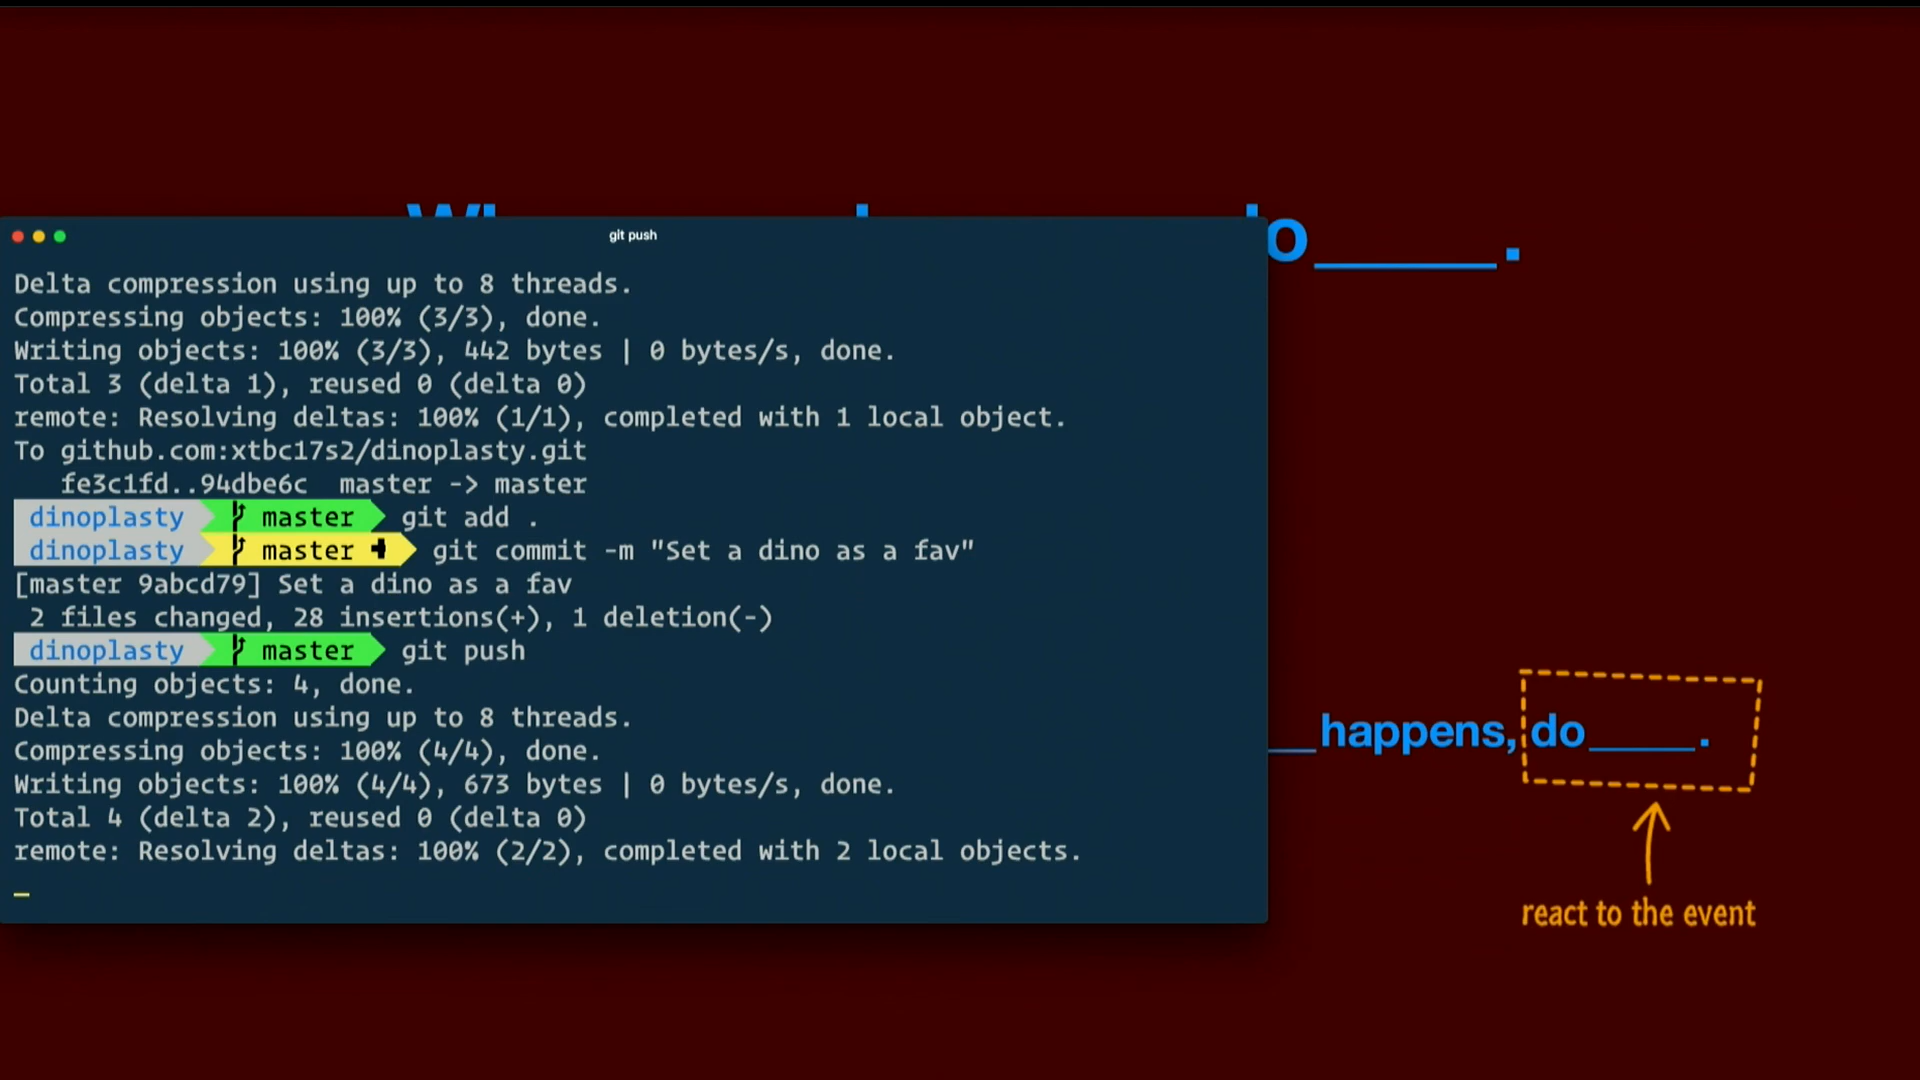 o_____.
git push
Delta compression using up to 8 threads.
Compressing objects: 100% (3/3), done.
Writing objects: 100% (3/3), 442 bytes | 0 bytes/s, done.
Total 3 (delta 1), reused 0 (delta 0)
remote: Resolving deltas: 100% (1/1), completed with 1 local object.
To github.com:xtbc17s2/dinoplasty.git
fe3c1fd..94dbe6c  master -> master
dinoplasty master git add .
dinoplasty master + git commit -m "Set a dino as a fav"
[master 9abcd79] Set a dino as a fav
2 files changed, 28 insertions(+), 1 deletion(-)
dinoplasty master git push
Counting objects: 4, done.
Delta compression using up to 8 threads.
Compressing objects: 100% (4/4), done.
Writing objects: 100% (4/4), 673 bytes | 0 bytes/s, done.
Total 4 (delta 2), reused 0 (delta 0)
remote: Resolving deltas: 100% (2/2), completed with 2 local objects.
__happens, do_____.
react to the event